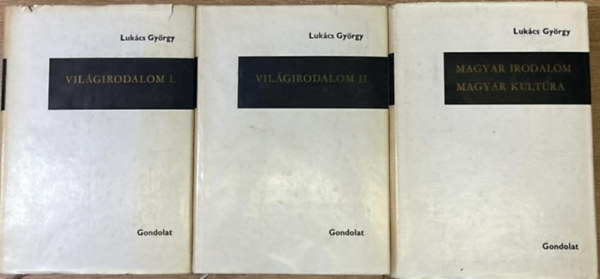 Lukács György
VILÁGIRODALOM I.
Gondolat
Lukács György
VILÁGIRODALOM II.
Gondolat
Lukács György
MAGYAR IRODALOM
MAGYAR KULTÚRA
Gondolat